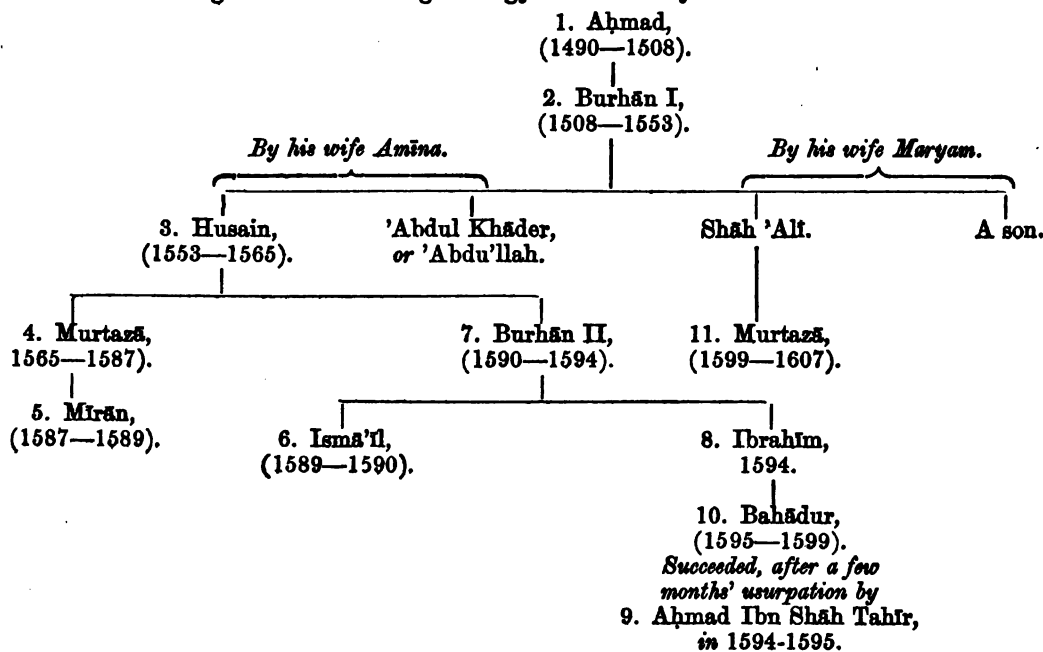 1. Aḥmad,
(1490—1508).
2. Burhān I,
(1508—1553).
By his wife Amīna.
By his wife Maryam.
3. Husain,
(1553—1565).
'Abdul Khāder,
or 'Abdu'llah.
Shāh 'Alī.
A son.
4. Murtazā,
1565—1587).
7. Burhān II,
(1590—1594).
11. Murtazā,
(1599—1607).
5. Mīrān,
(1587—1589).
6. Ismā'īl,
(1589—1590).
8. Ibrahīm,
1594.
10. Bahādur,
(1595—1599).
Succeeded, after a few
months' usurpation by
9. Aḥmad Ibn Shāh Tahīr,
in 1594-1595.